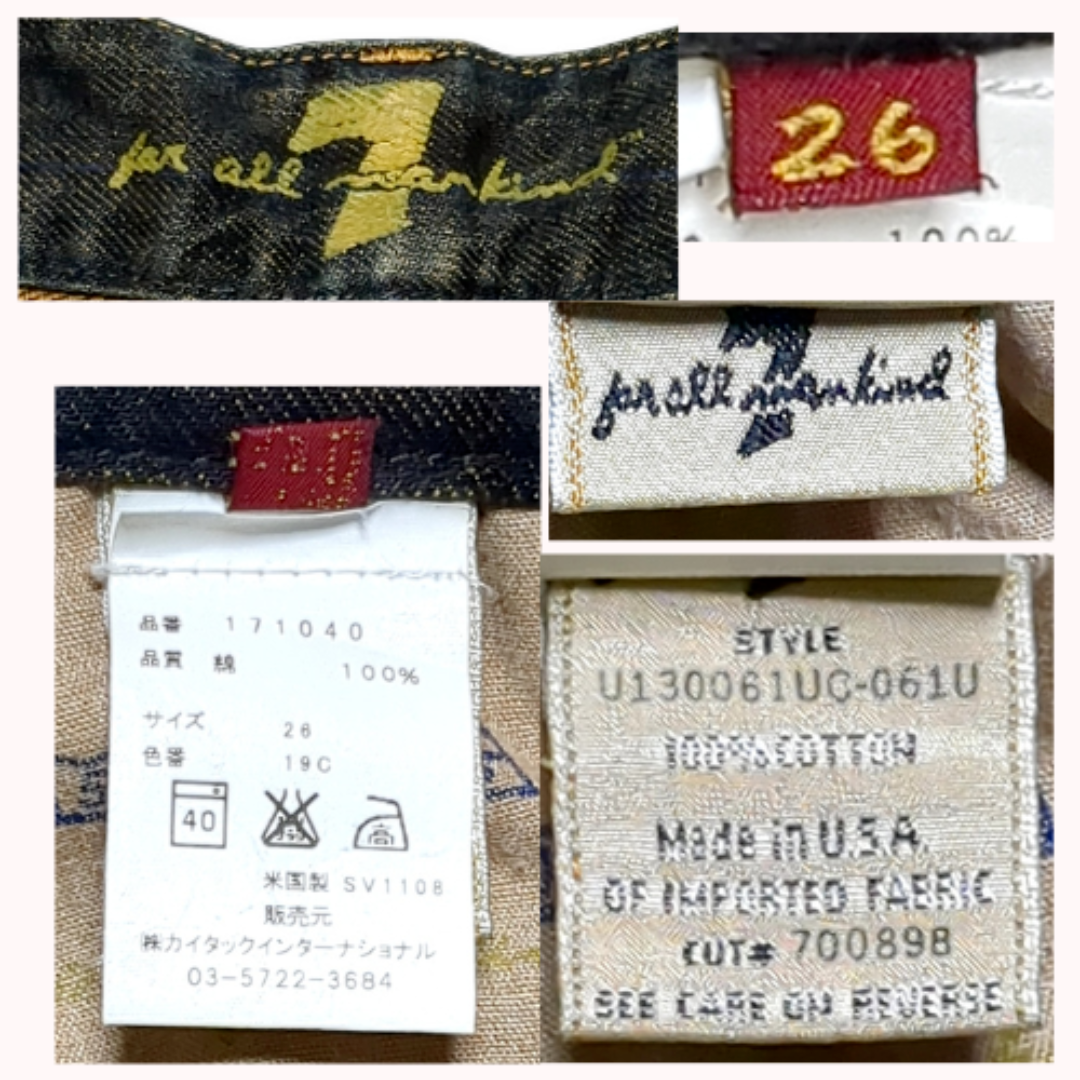 7
for all mankind
26
100%
7
for all mankind
品番 171040
品質 綿 100%
サイズ 26
色番 19C
40
高
米国製 SV1108
販売元
㈱カイタックインターナショナル
03-5722-3684
STYLE
U130061UC-061U
100% COTTON
Made in U.S.A.
OF IMPORTED FABRIC
CUT# 700898
SEE CARE ON REVERSE